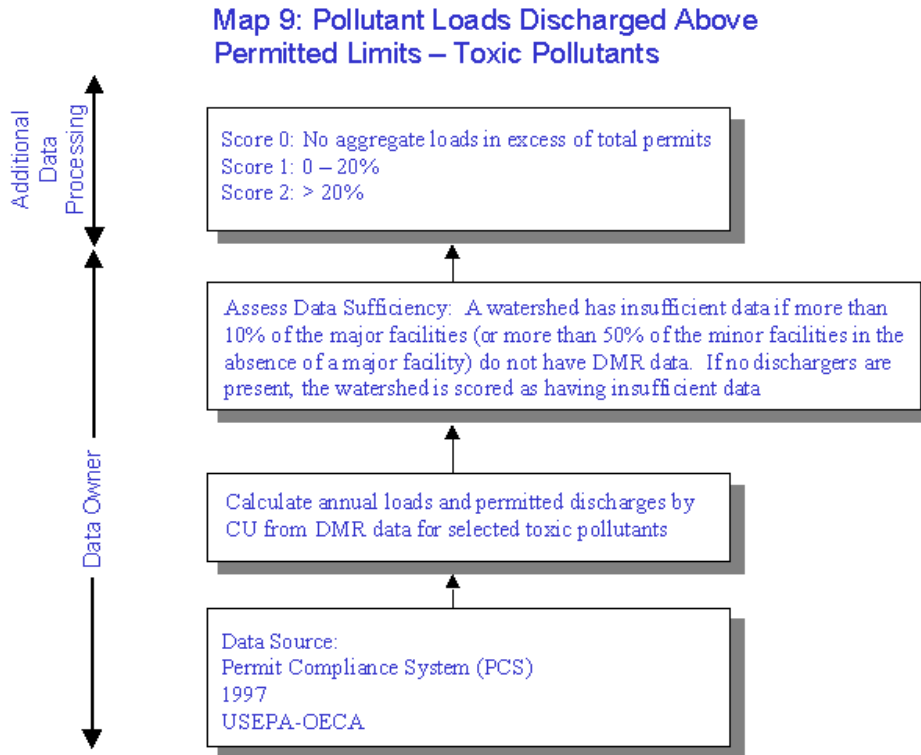 Map 9: Pollutant Loads Discharged Above
Permitted Limits – Toxic Pollutants
Additional
Data
Processing
Score 0: No aggregate loads in excess of total permits
Score 1: 0 – 20%
Score 2: > 20%
Assess Data Sufficiency: A watershed has insufficient data if more than
10% of the major facilities (or more than 50% of the minor facilities in the
absence of a major facility) do not have DMR data. If no dischargers are
present, the watershed is scored as having insufficient data
Data Owner
Calculate annual loads and permitted discharges by
CU from DMR data for selected toxic pollutants
Data Source:
Permit Compliance System (PCS)
1997
USEPA-OECA